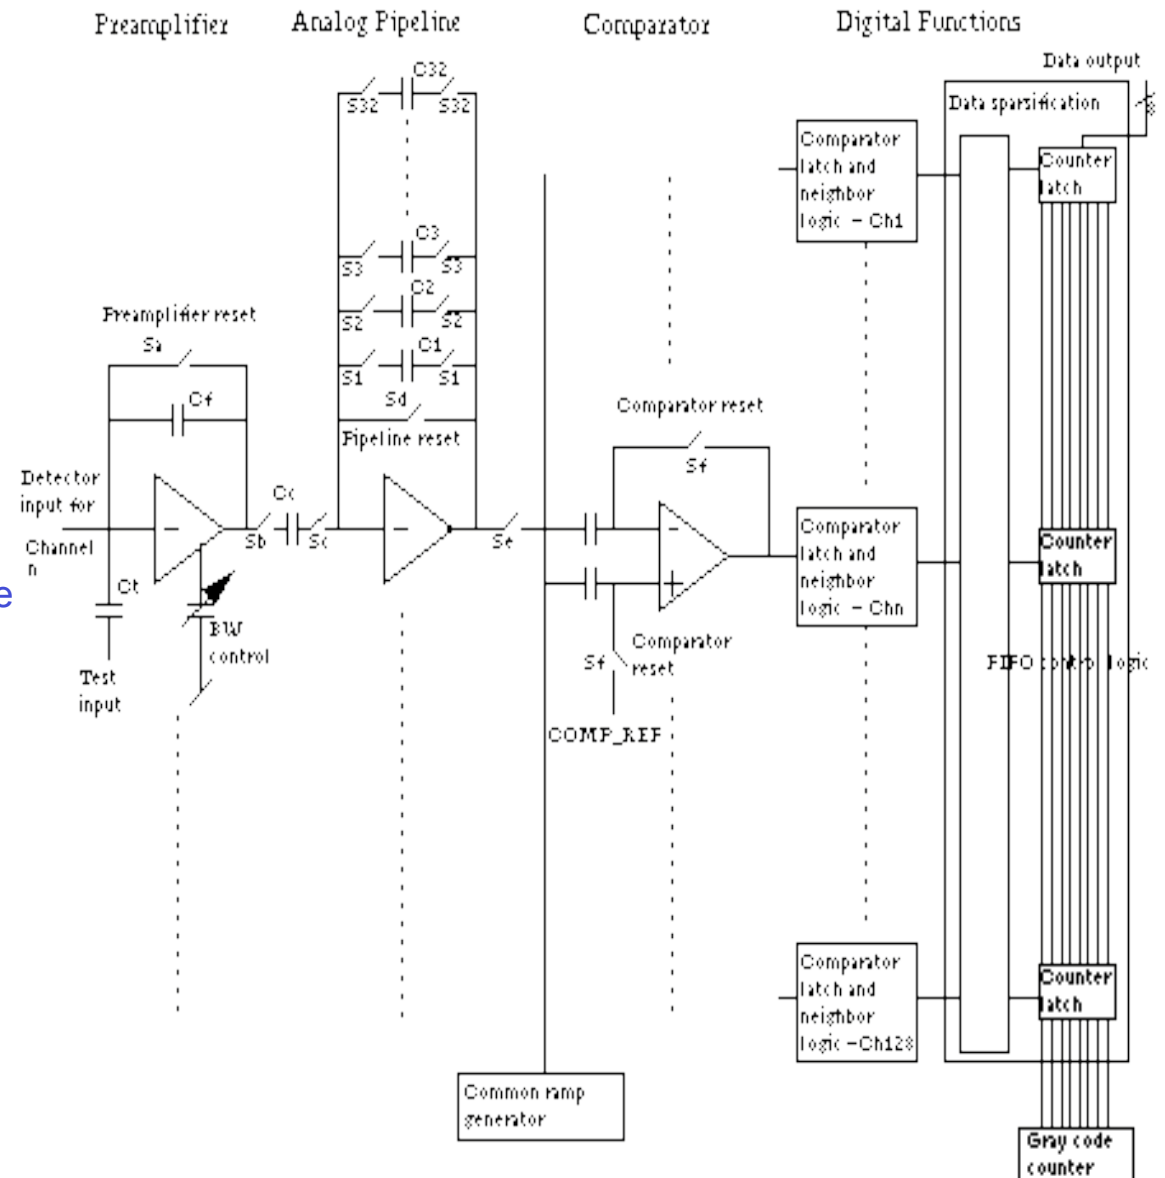 Preamplifier
Analog Pipeline
Comparator
Digital Functions
Data output
Data sparsification
8
C32
S32
S32
Comparator
latch and
neighbor
logic - Ch1
Counter
latch
C3
S3
S3
C2
S2
S2
C1
S1
S1
Sd
Pipeline reset
Preamplifier reset
Sa
Cf
Comparator reset
Sf
Detector
input for
Channel
n
Sb
Cc
Sc
Se
-
-
-
+
Comparator
latch and
neighbor
logic - Chn
Counter
latch
e
Ct
Test
input
BW
control
Sf
Comparator
reset
COMP_REF
FIFO control logic
Comparator
latch and
neighbor
logic -Ch128
Counter
latch
Common ramp
generator
Gray code
counter